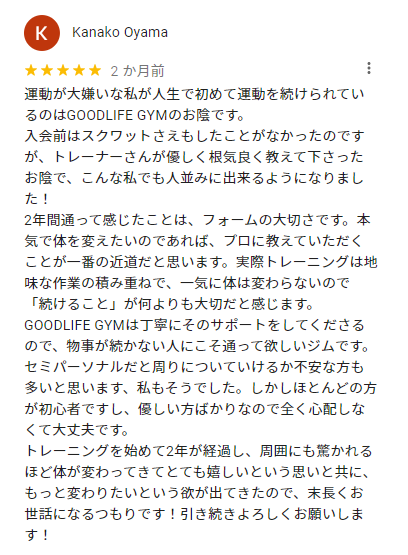 K
Kanako Oyama
★★★★★ 2 か月前
運動が大嫌いな私が人生で初めて運動を続けられてい
るのはGOODLIFE GYMのお陰です。
入会前はスクワットさえもしたことがなかったのです
が、トレーナーさんが優しく根気良く教えて下さった
お陰で、こんな私でも人並みに出来るようになりまし
た！
2年間通って感じたことは、フォームの大切さです。本
気で体を変えたいのであれば、プロに教えていただく
ことが一番の近道だと思います。実際トレーニングは地
味な作業の積み重ねで、一気に体は変わらないので
「続けること」が何よりも大切だと感じます。
GOODLIFE GYMは丁寧にそのサポートをしてくださる
ので、物事が続かない人にこそ通って欲しいジムです。
セミパーソナルだと周りについていけるか不安な方も
多いと思います、私もそうでした。しかしほとんどの方
が初心者ですし、優しい方ばかりなので全く心配しな
くて大丈夫です。
トレーニングを始めて2年が経過し、周囲にも驚かれる
ほど体が変わってきてとても嬉しいという思いと共に、
もっと変わりたいという欲が出てきたので、末長くお
世話になるつもりです！引き続きよろしくお願いしま
す！